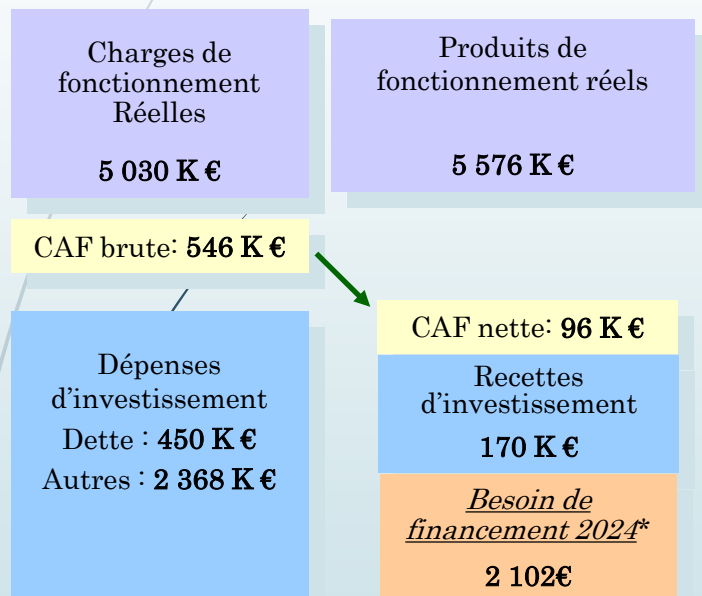 Charges de
fonctionnement
Réelles
5 030 K €
Produits de
fonctionnement réels
5 576 K €
CAF brute: 546 K €
CAF nette: 96 K €
Dépenses
d’investissement
Dette : 450 K €
Autres : 2 368 K €
Recettes
d’investissement
170 K €
Besoin de
financement 2024*
2 102€